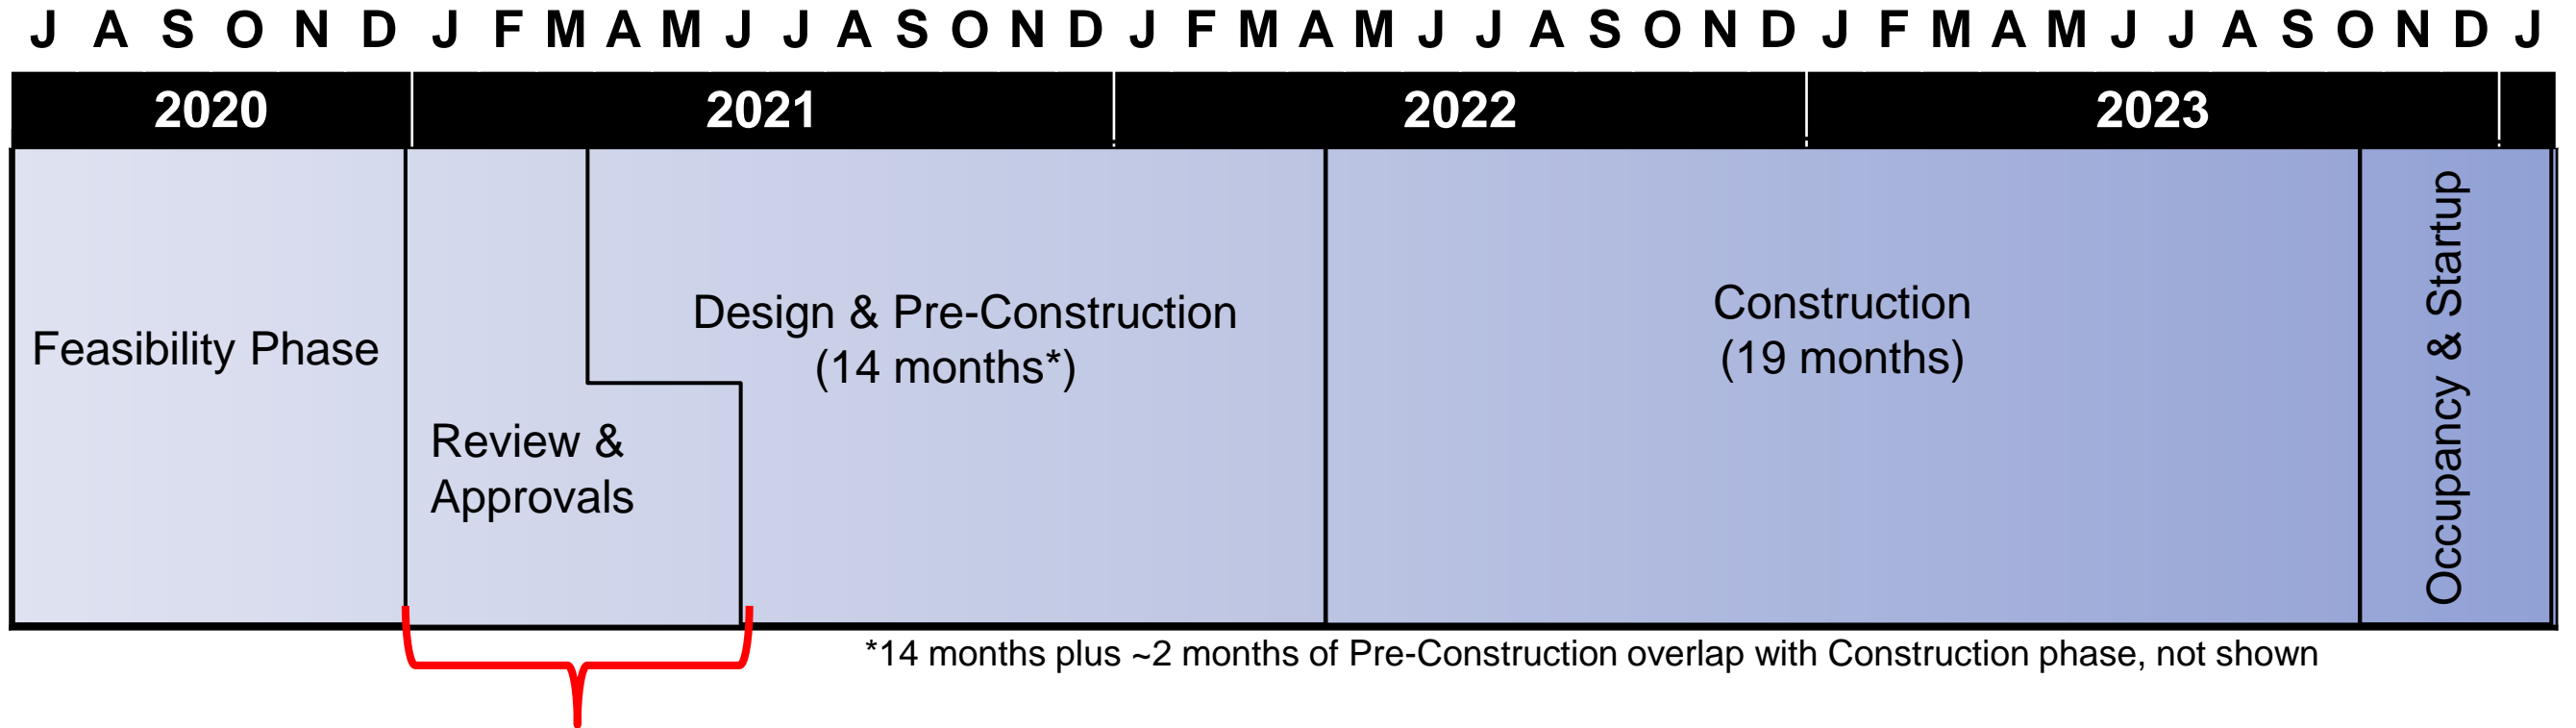 J A S O N D J F M A M J J A S O N D J F M A M J J A S O N D J F M A M J J A S O N D J
2020 2021 2022 2023
Feasibility Phase
Review &
Approvals
Design & Pre-Construction
(14 months*)
Construction
(19 months)
Occupancy & Startup
*14 months plus ~2 months of Pre-Construction overlap with Construction phase, not shown